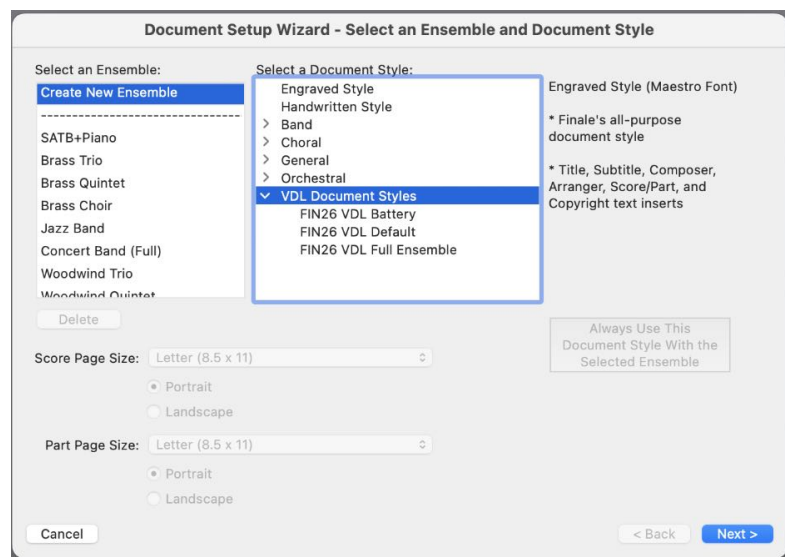 Document Setup Wizard - Select an Ensemble and Document Style
Select an Ensemble:
Create New Ensemble
--------------------------------
SATB+Piano
Brass Trio
Brass Quintet
Brass Choir
Jazz Band
Concert Band (Full)
Woodwind Trio
Woodwind Quintet
Delete
Select a Document Style:
Engraved Style
Handwritten Style
> Band
> Choral
> General
> Orchestral
VDL Document Styles
FIN26 VDL Battery
FIN26 VDL Default
FIN26 VDL Full Ensemble
Engraved Style (Maestro Font)
* Finale's all-purpose
document style
* Title, Subtitle, Composer,
Arranger, Score/Part, and
Copyright text inserts
Always Use This
Document Style With the
Selected Ensemble
Score Page Size: Letter (8.5 x 11)
Portrait
Landscape
Part Page Size: Letter (8.5 x 11)
Portrait
Landscape
Cancel
< Back
Next >